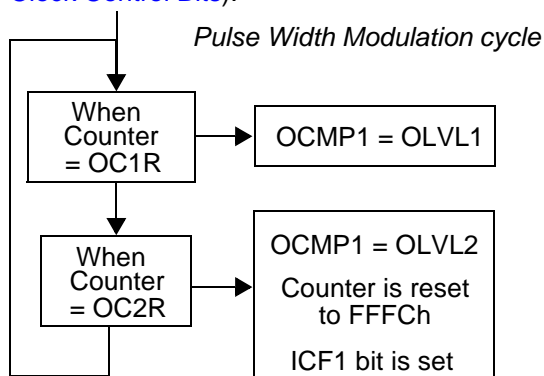 Clock Control Bits).
Pulse Width Modulation cycle
When
Counter
= OC1R
OCMP1 = OLVL1
When
Counter
= OC2R
OCMP1 = OLVL2
Counter is reset
to FFFCh
ICF1 bit is set